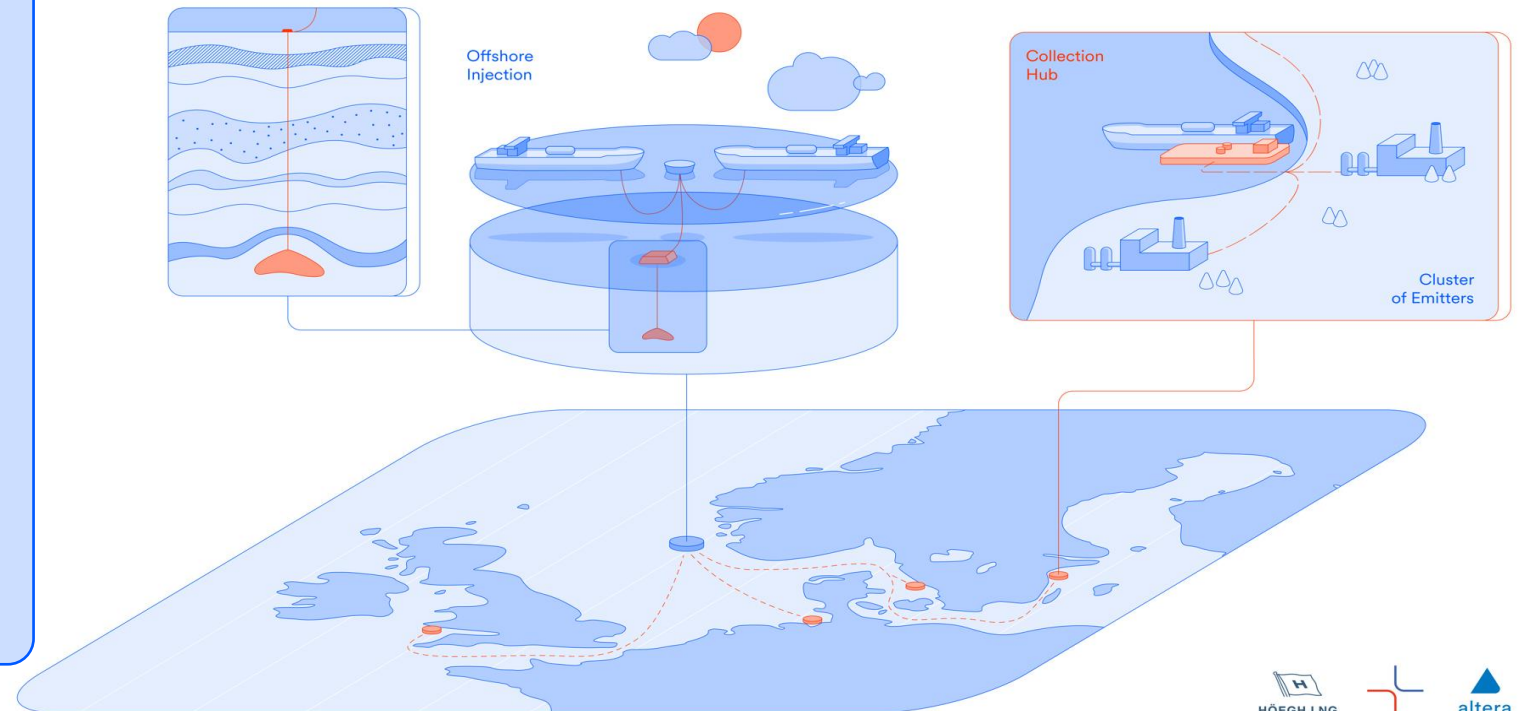 Offshore
Injection
Collection
Hub
Cluster
of Emitters
H
HÖEGH LNG
altera